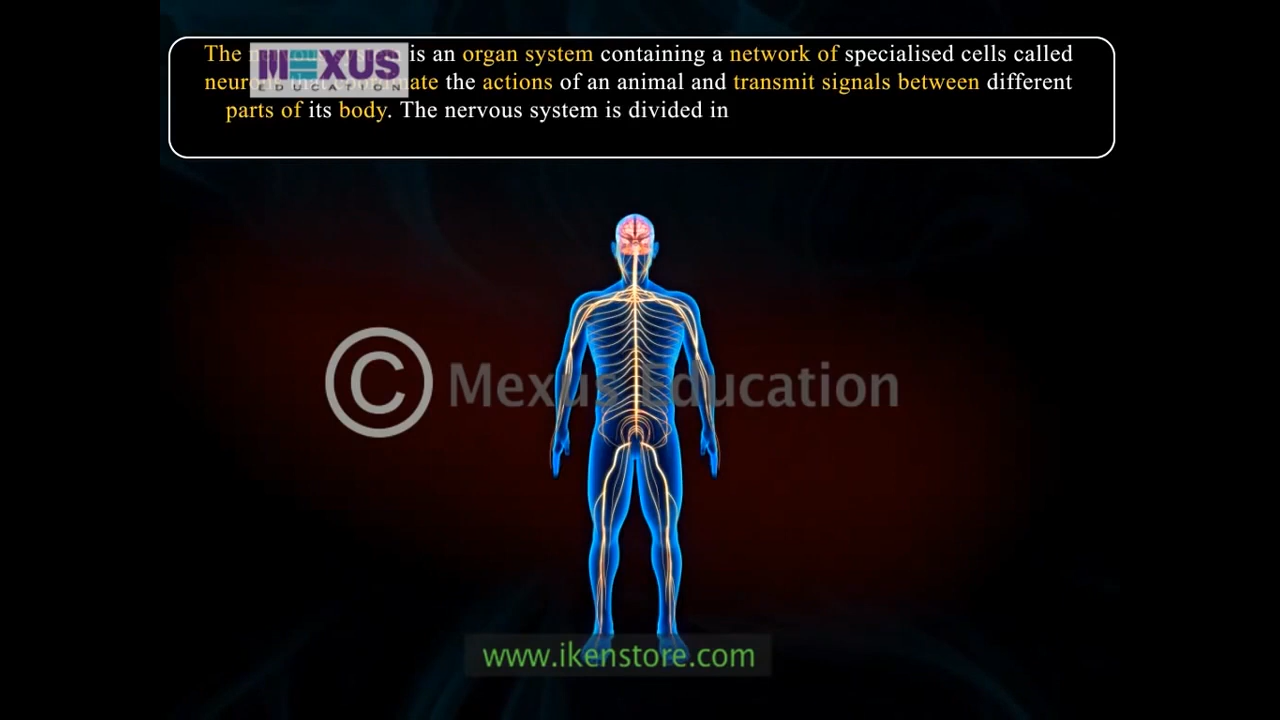 The is an organ system containing a network of specialised cells called
MEXUS
EDUCATION
the actions of an animal and transmit signals between different
parts of its body. The nervous system is divided in
© Mexus Education
www.ikenstore.com